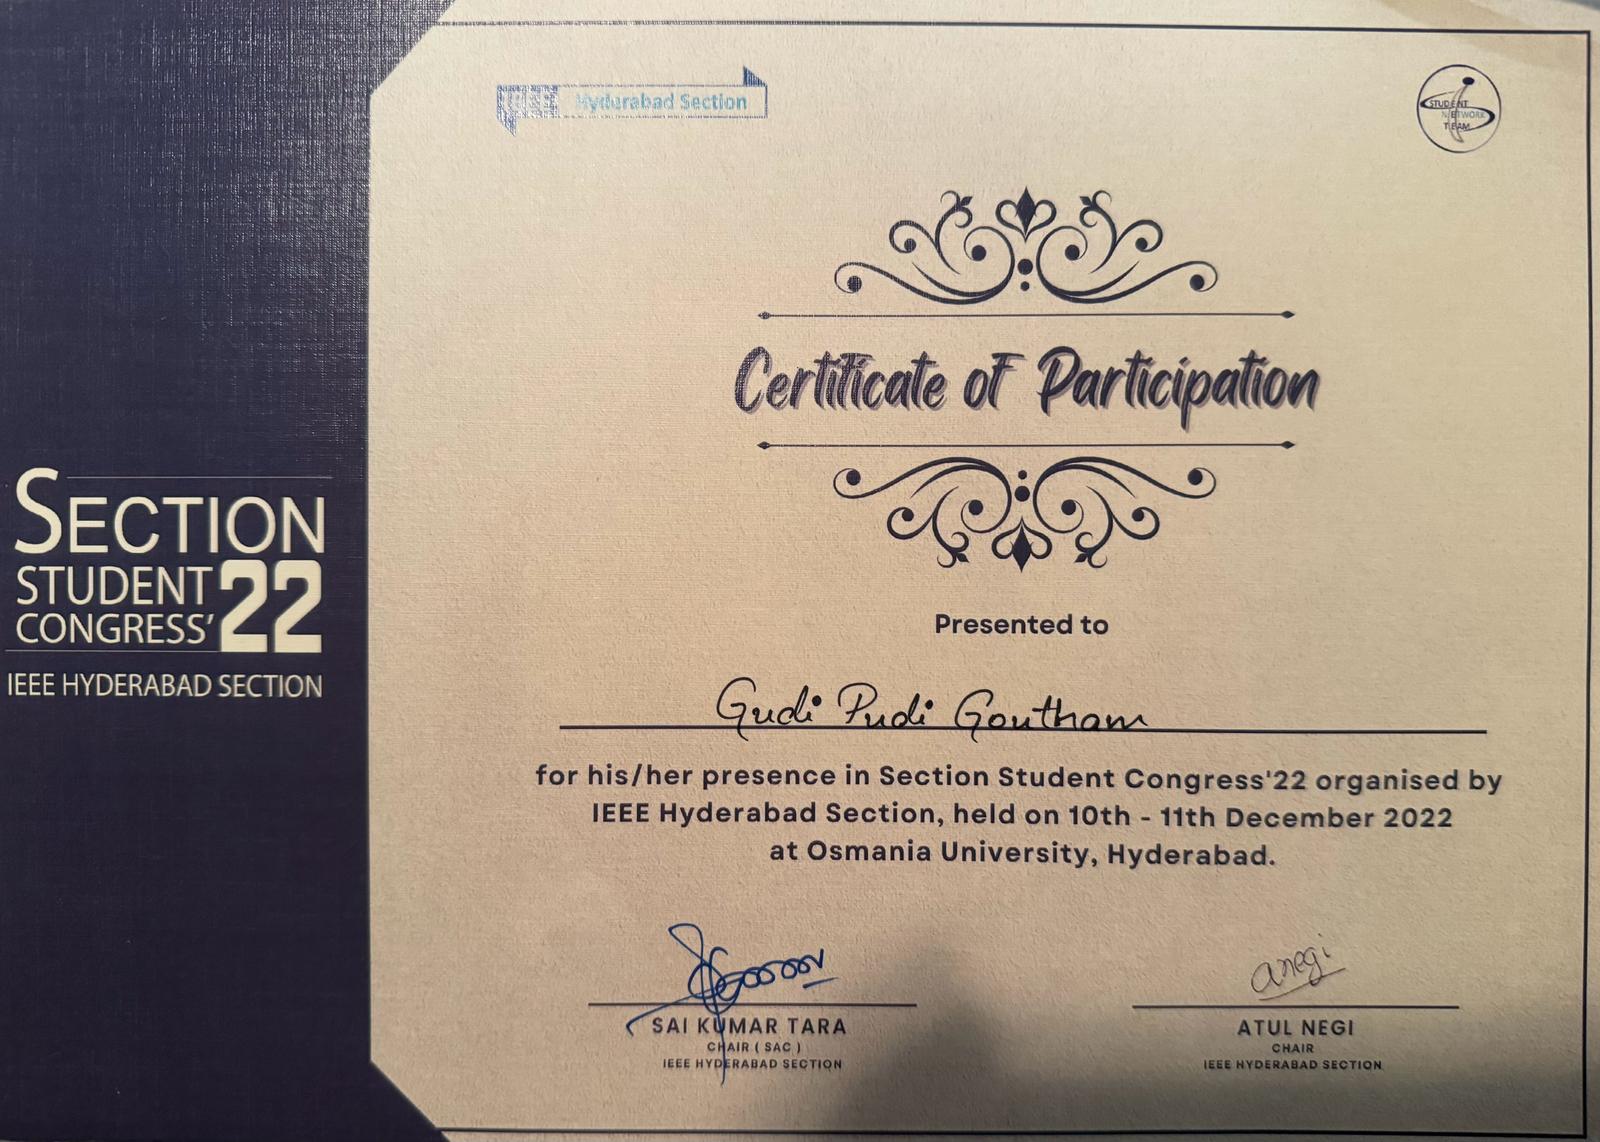 IEEE Hyderabad Section
STUDENT
NETWORK
TEAM
Certificate of Participation
SECTION
STUDENT
CONGRESS'22
IEEE HYDERABAD SECTION
Presented to
Gudi Pudi Goutham
for his/her presence in Section Student Congress'22 organised by
IEEE Hyderabad Section, held on 10th - 11th December 2022
at Osmania University, Hyderabad.
anegi
SAI KUMAR TARA
CHAIR ( SAC )
IEEE HYDERABAD SECTION
ATUL NEGI
CHAIR
IEEE HYDERABAD SECTION